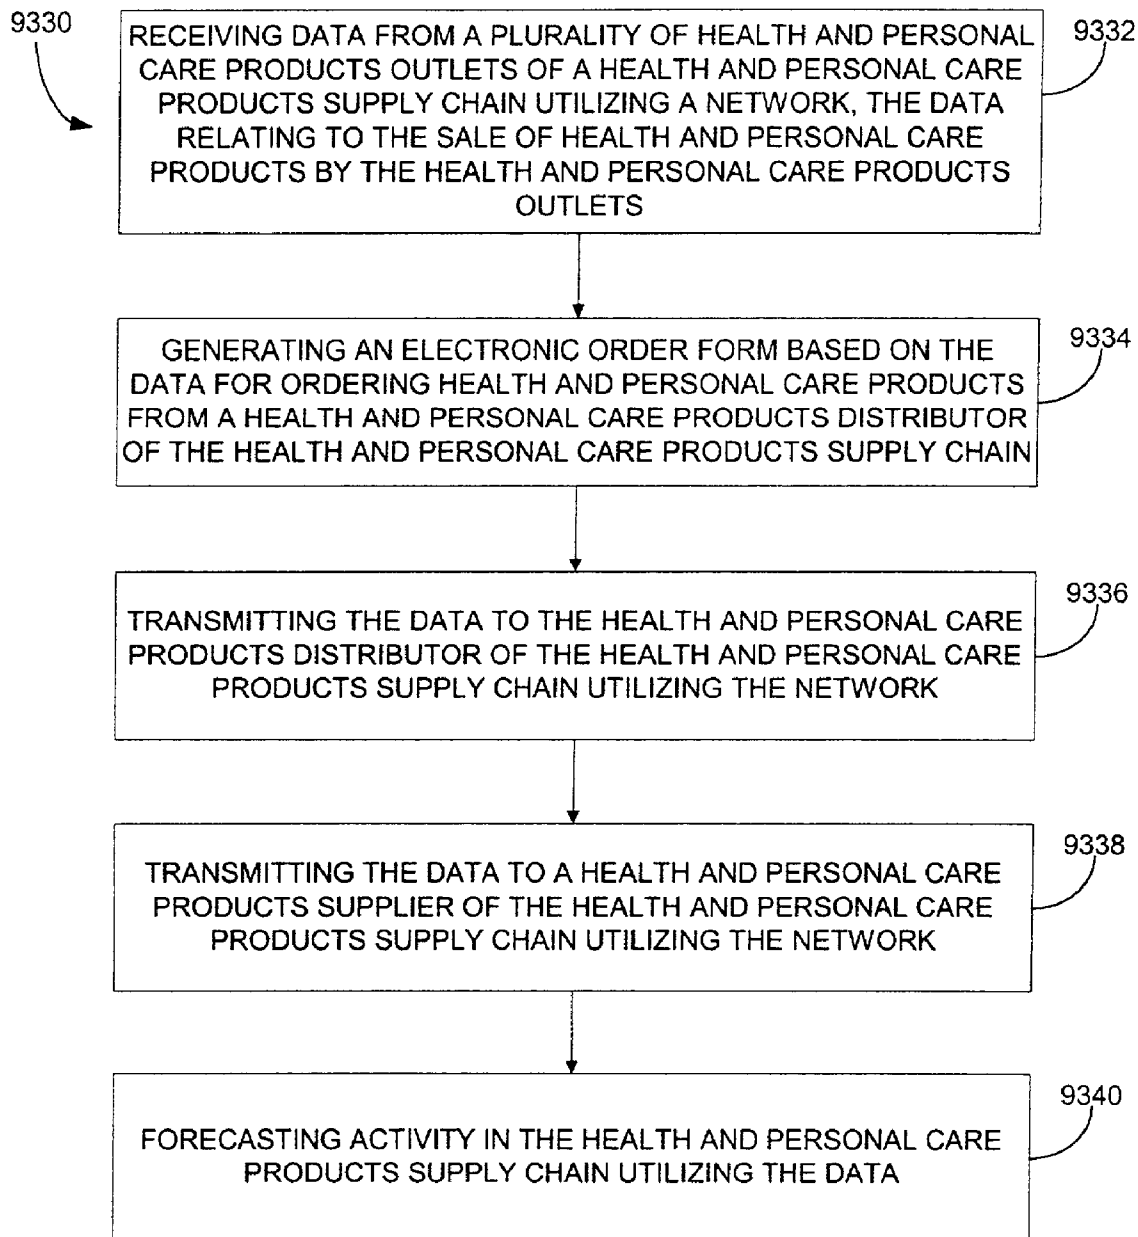 9330
RECEIVING DATA FROM A PLURALITY OF HEALTH AND PERSONAL
CARE PRODUCTS OUTLETS OF A HEALTH AND PERSONAL CARE
PRODUCTS SUPPLY CHAIN UTILIZING A NETWORK, THE DATA
RELATING TO THE SALE OF HEALTH AND PERSONAL CARE
PRODUCTS BY THE HEALTH AND PERSONAL CARE PRODUCTS
OUTLETS
9332
GENERATING AN ELECTRONIC ORDER FORM BASED ON THE
DATA FOR ORDERING HEALTH AND PERSONAL CARE PRODUCTS
FROM A HEALTH AND PERSONAL CARE PRODUCTS DISTRIBUTOR
OF THE HEALTH AND PERSONAL CARE PRODUCTS SUPPLY CHAIN
9334
TRANSMITTING THE DATA TO THE HEALTH AND PERSONAL CARE
PRODUCTS DISTRIBUTOR OF THE HEALTH AND PERSONAL CARE
PRODUCTS SUPPLY CHAIN UTILIZING THE NETWORK
9336
TRANSMITTING THE DATA TO A HEALTH AND PERSONAL CARE
PRODUCTS SUPPLIER OF THE HEALTH AND PERSONAL CARE
PRODUCTS SUPPLY CHAIN UTILIZING THE NETWORK
9338
FORECASTING ACTIVITY IN THE HEALTH AND PERSONAL CARE
PRODUCTS SUPPLY CHAIN UTILIZING THE DATA
9340